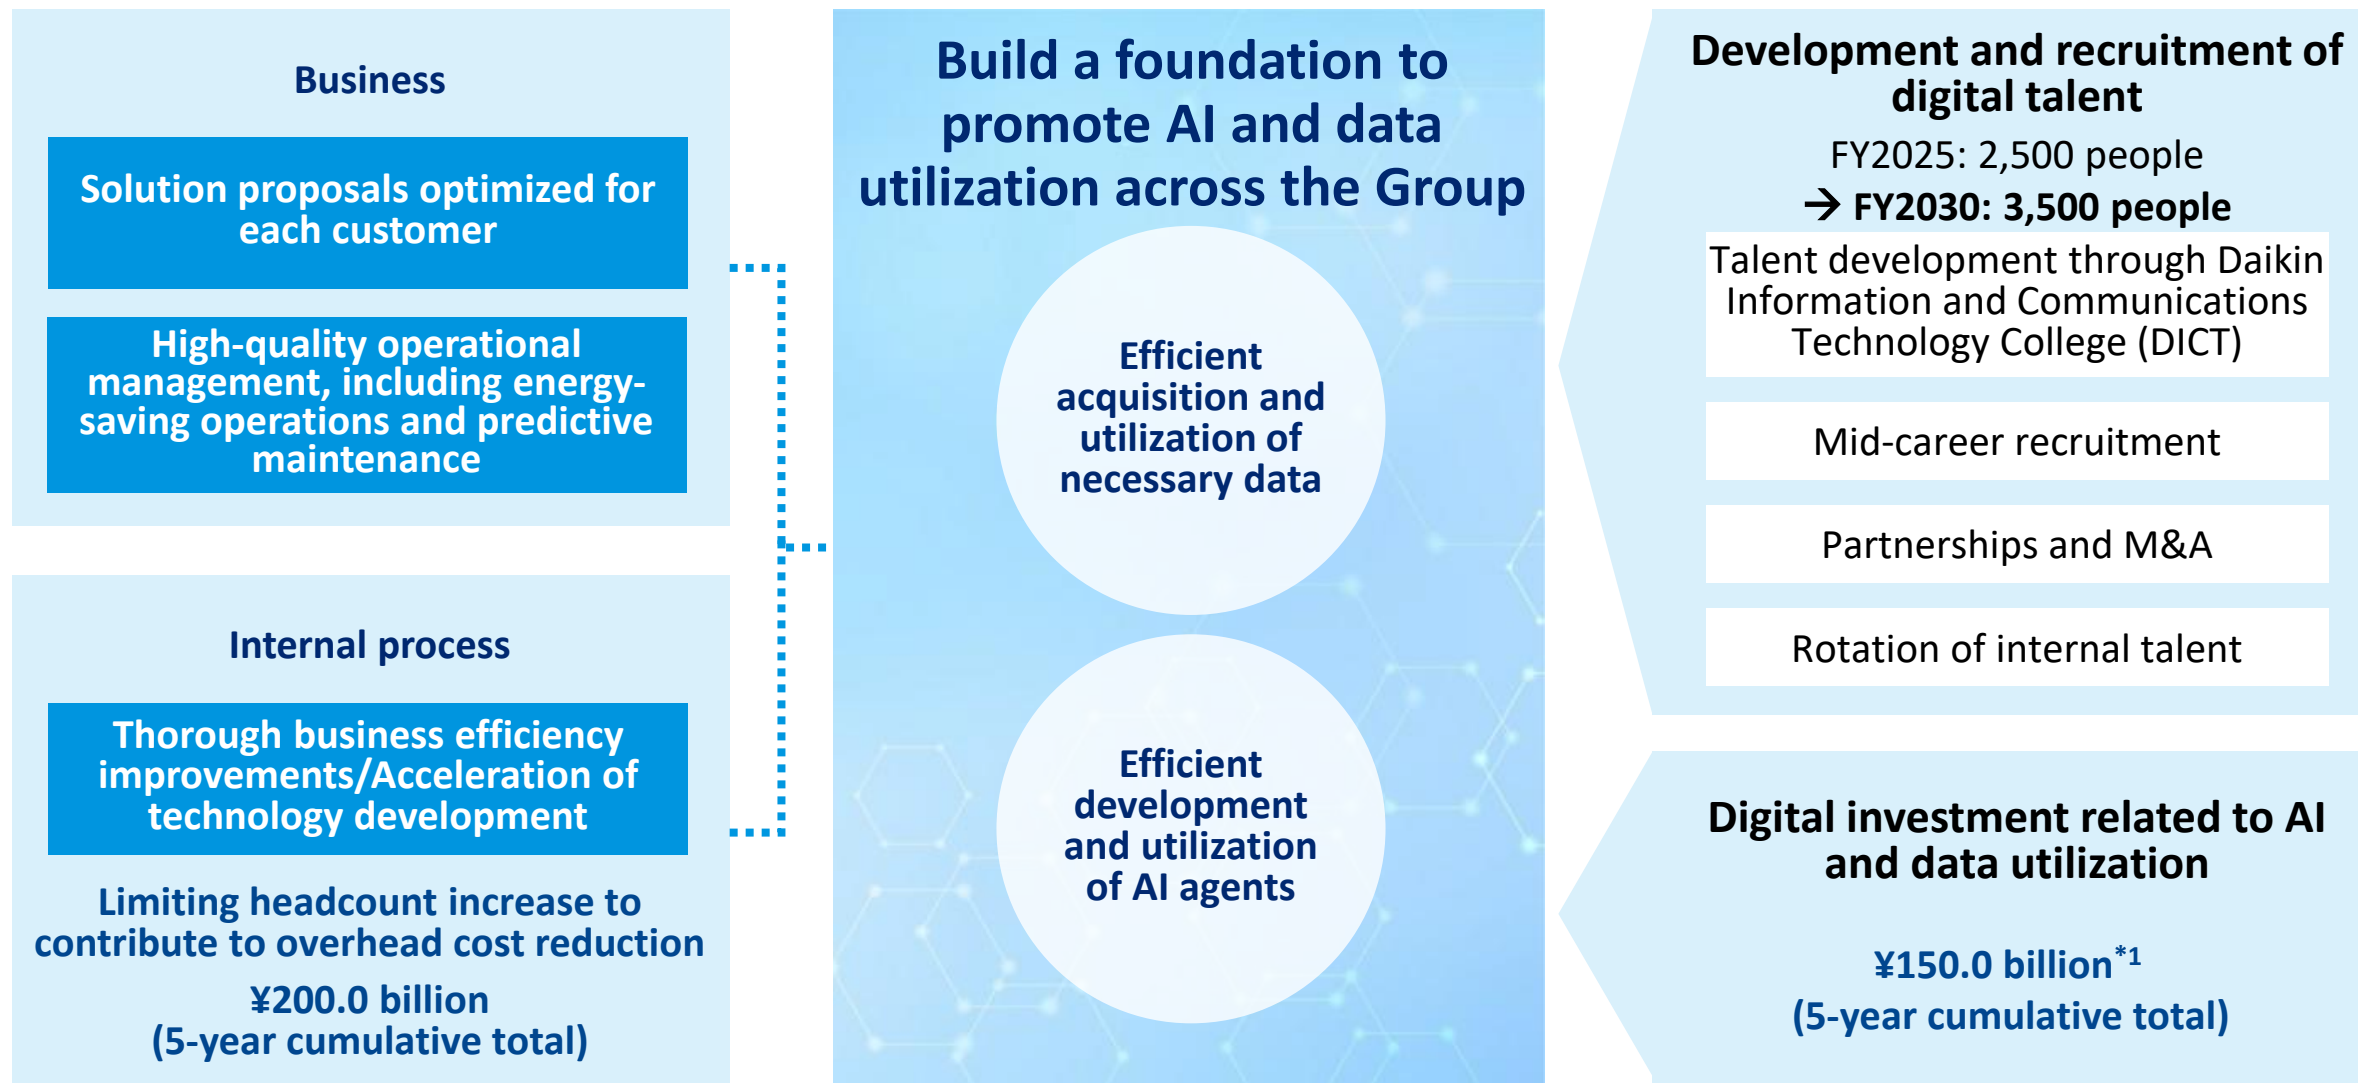 Business
Solution proposals optimized for
each customer
High-quality operational
management, including energy-
saving operations and predictive
maintenance
Internal process
Thorough business efficiency
improvements/Acceleration of
technology development
Limiting headcount increase to
contribute to overhead cost reduction
¥200.0 billion
(5-year cumulative total)
Build a foundation to
promote AI and data
utilization across the Group
Efficient
acquisition and
utilization of
necessary data
Efficient
development
and utilization
of AI agents
Development and recruitment of
digital talent
FY2025: 2,500 people
→ FY2030: 3,500 people
Talent development through Daikin
Information and Communications
Technology College (DICT)
Mid-career recruitment
Partnerships and M&A
Rotation of internal talent
Digital investment related to AI
and data utilization
¥150.0 billion*1
(5-year cumulative total)